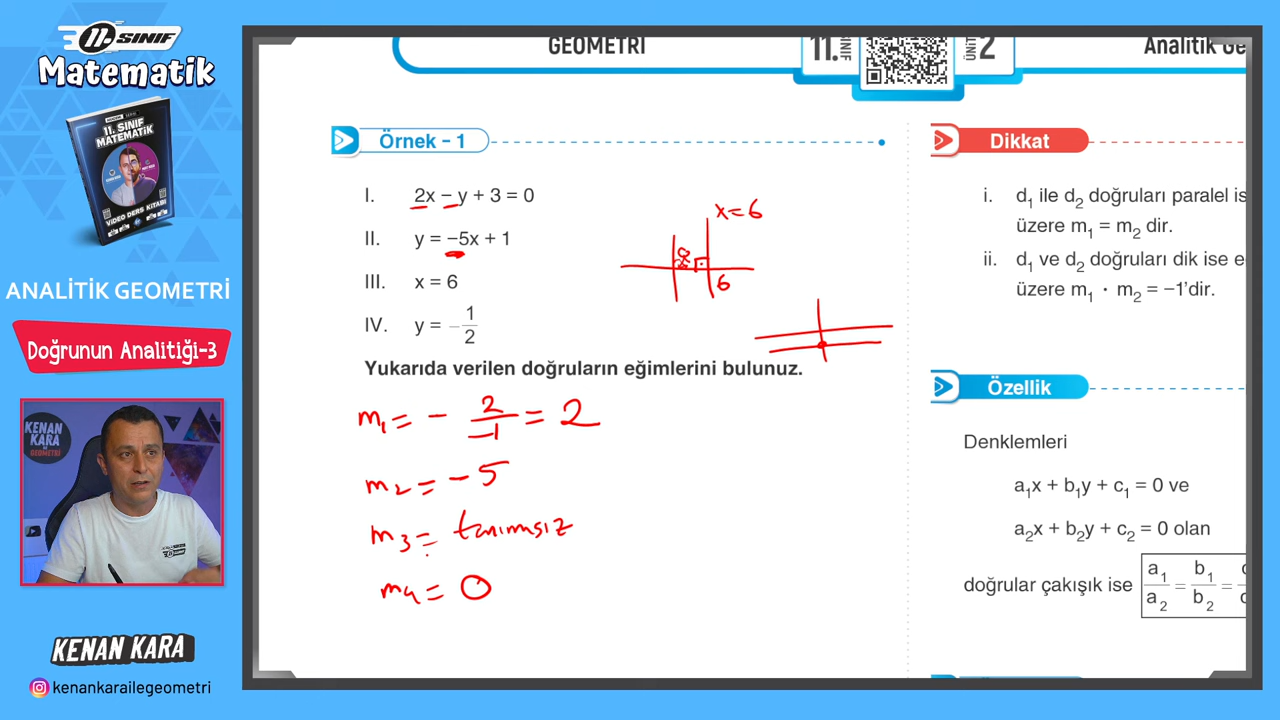 11. SINIF
Matematik
11. SINIF
MATEMATİK
VİDEO DERS KİTABI
ANALİTİK GEOMETRİ
Doğrunun Analitiği-3
KENAN
KARA
ile
GEOMETRİ
KENAN KARA
kenankarailegeometri
GEOMETRİ
11.
SINIF
ÜNİT
2
Analitik Ge
Örnek - 1
I. 2x − y + 3 = 0
II. y = −5x + 1
III. x = 6
IV. y = −1/2
Yukarıda verilen doğruların eğimlerini bulunuz.
x=6
6
m₁ = − 2/−1 = 2
m₂ = −5
m₃ = tanımsız
m₄ = 0
Dikkat
i. d₁ ile d₂ doğruları paralel is
üzere m₁ = m₂ dir.
ii. d₁ ve d₂ doğruları dik ise e
üzere m₁ · m₂ = −1'dir.
Özellik
Denklemleri
a₁x + b₁y + c₁ = 0 ve
a₂x + b₂y + c₂ = 0 olan
doğrular çakışık ise a₁/a₂ = b₁/b₂ = c